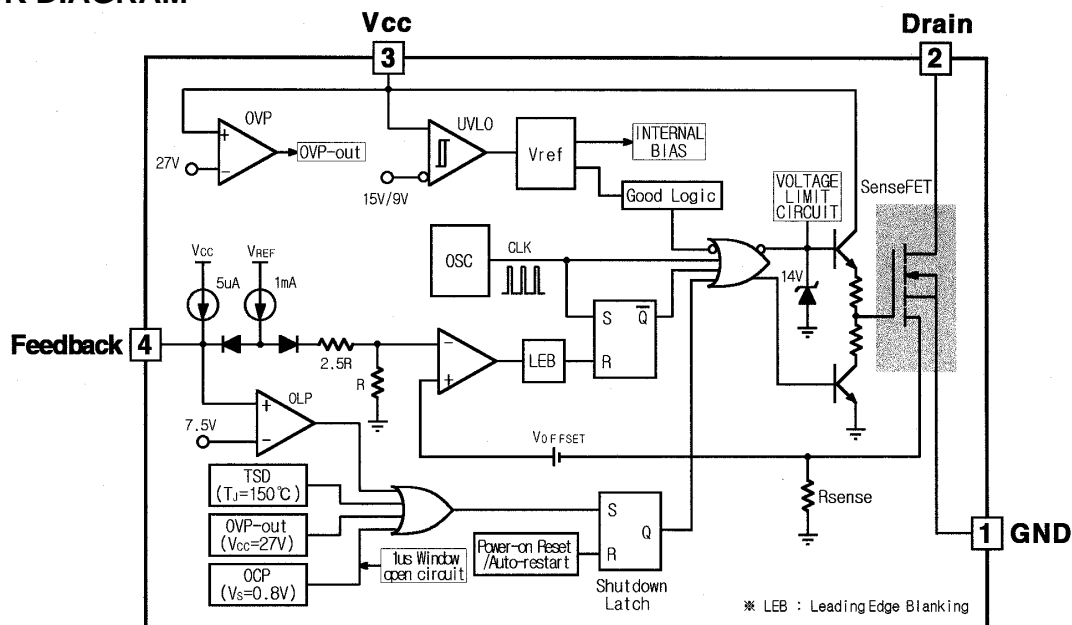 K DIAGRAM
Vcc
Drain
3
2
OVP
+
−
27V
OVP-out
UVLO
15V/9V
Vref
INTERNAL
BIAS
Good Logic
VOLTAGE
LIMIT
CIRCUIT
SenseFET
OSC
CLK
14V
Vcc
VREF
5uA
1mA
S
Q
R
Feedback
4
2.5R
R
−
+
LEB
OLP
+
−
7.5V
VOFFSET
Rsense
TSD
(TJ=150℃)
OVP-out
(Vcc=27V)
OCP
(VS=0.8V)
1us Window
open circuit
Power-on Reset
/Auto-restart
S
R
Q
Shutdown
Latch
1
GND
※ LEB : Leading Edge Blanking